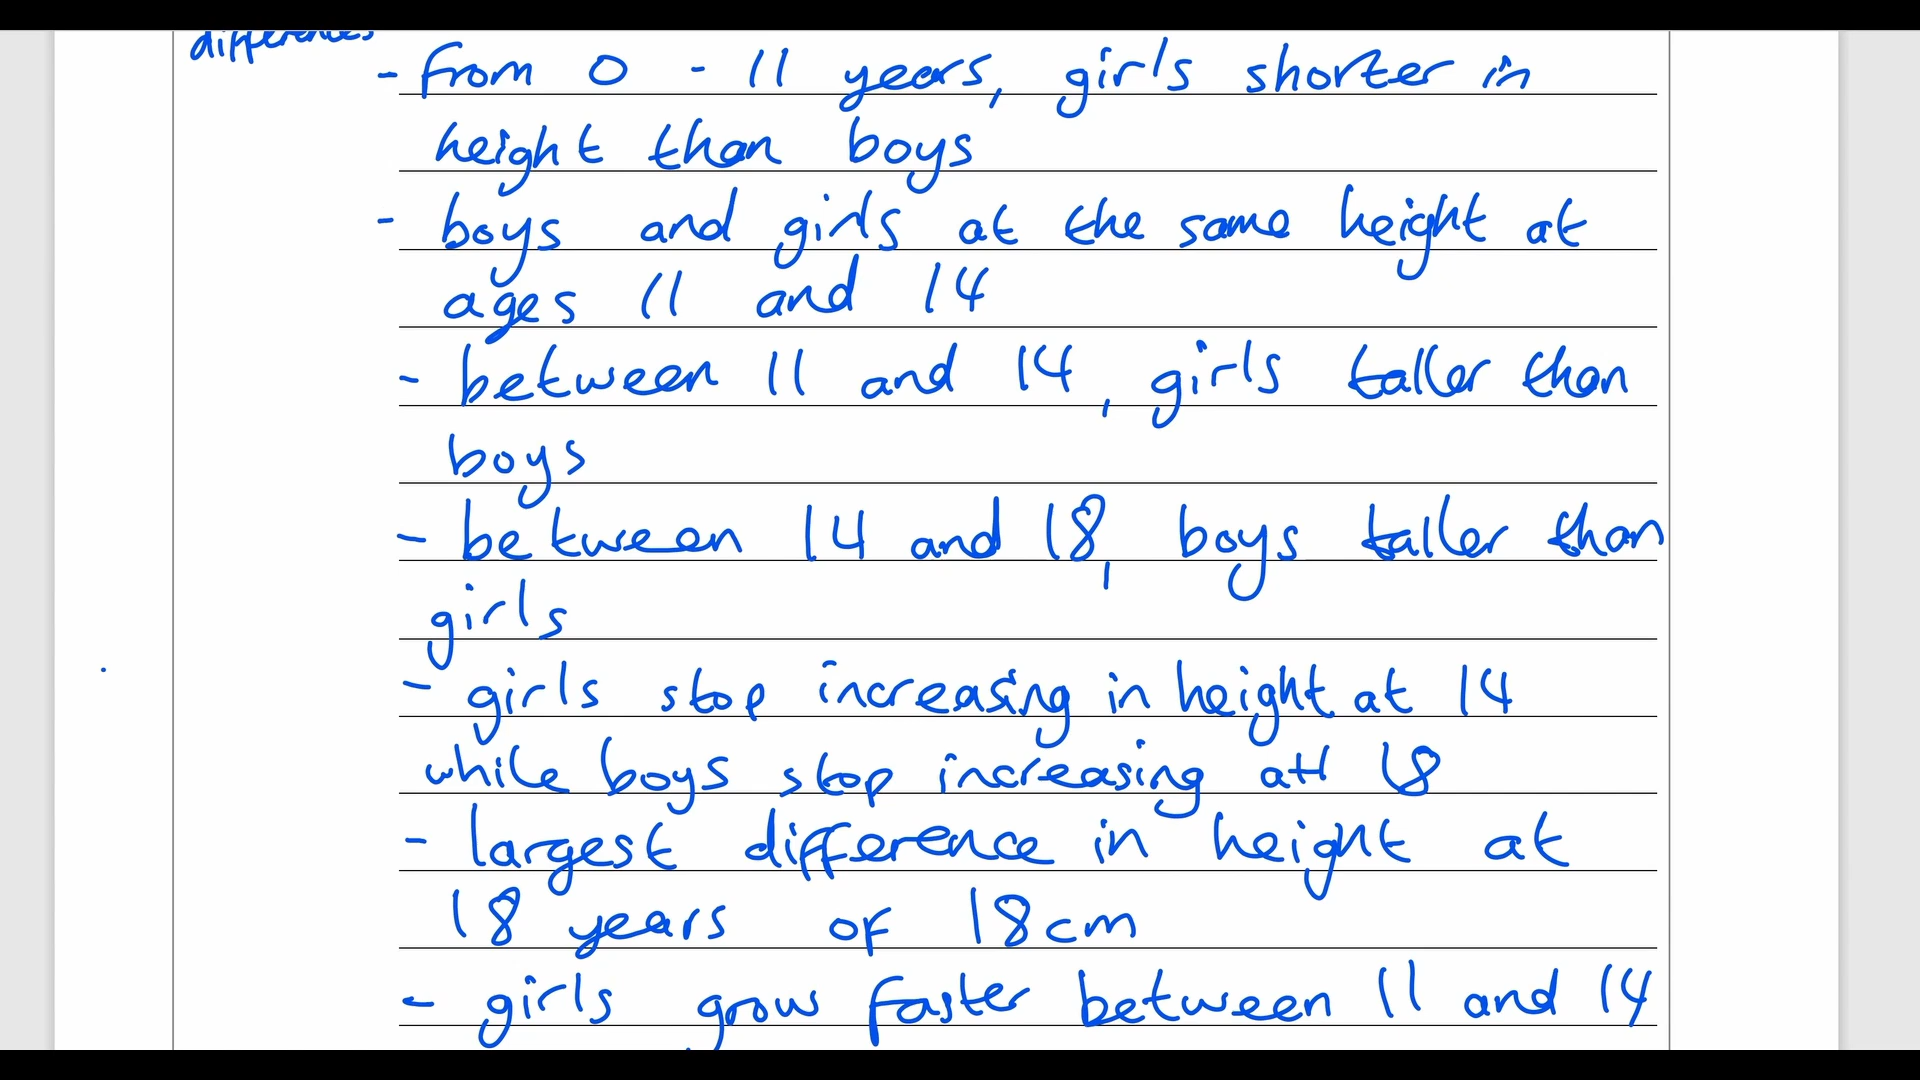 differences
- from 0 - 11 years, girls shorter in
height than boys
- boys and girls at the same height at
ages 11 and 14
- between 11 and 14, girls taller than
boys
- between 14 and 18, boys taller than
girls
- girls stop increasing in height at 14
while boys stop increasing at 18
- largest difference in height at
18 years of 18cm
- girls grow faster between 11 and 14